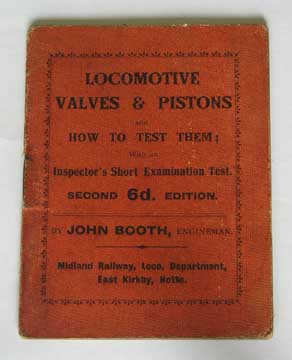 LOCOMOTIVE
VALVES & PISTONS
and
HOW TO TEST THEM;
With an
Inspector's Short Examination Test.
SECOND 6d. EDITION.
BY JOHN BOOTH, ENGINEMAN.
Midland Railway, Loco, Department,
East Kirkby, Notts.